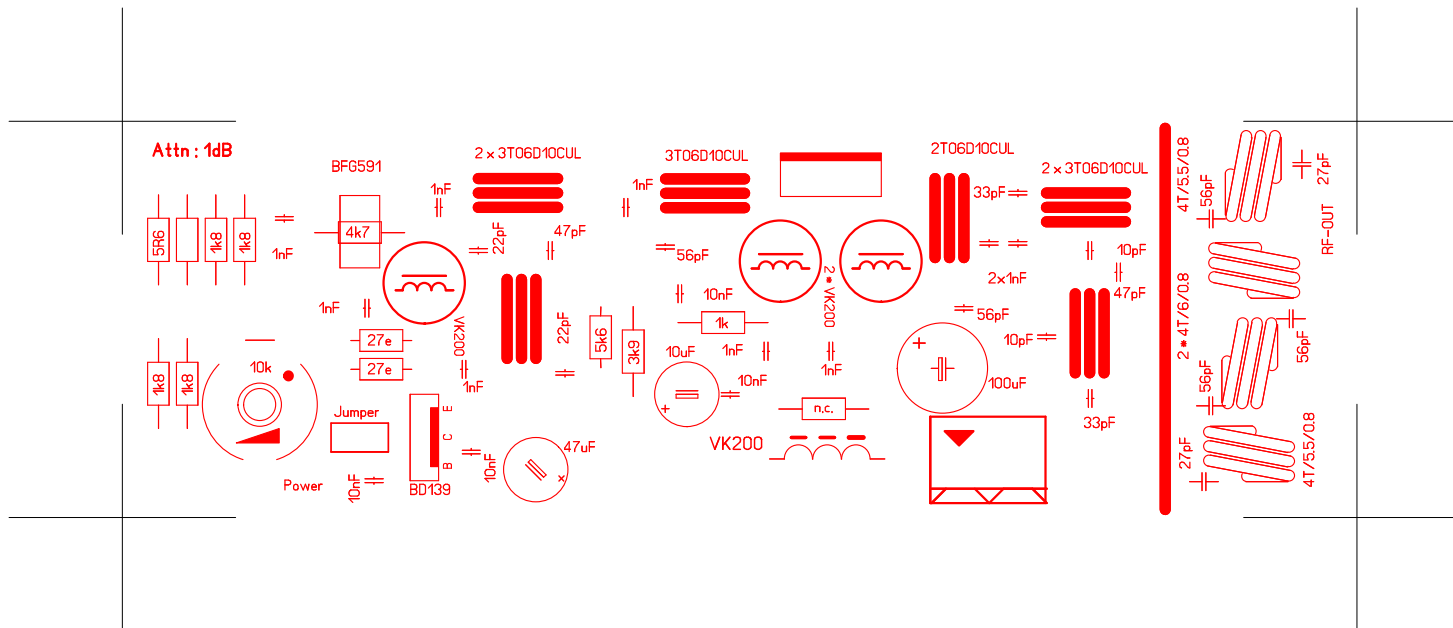 Attn: 1dB
BFG591
2 x 3T06D10CUL
3T06D10CUL
2T06D10CUL
2 x 3T06D10CUL
4T/5.5/0.8
27pF
56pF
1nF
1nF
33pF
5R6
1k8
1k8
1nF
4k7
22pF
47pF
56pF
10pF
RF-OUT
2x1nF
2* VK200
1nF
10nF
47pF
VK200
22pF
56pF
2 * 4T/6/0.8
5k6
3k9
1k
27e
10uF
1nF
1nF
10pF
56pF
1k8
1k8
10k
27e
1nF
10nF
100uF
56pF
Jumper
E
C
B
n.c.
33pF
VK200
47uF
10nF
27pF
4T/5.5/0.8
Power
10nF
BD139